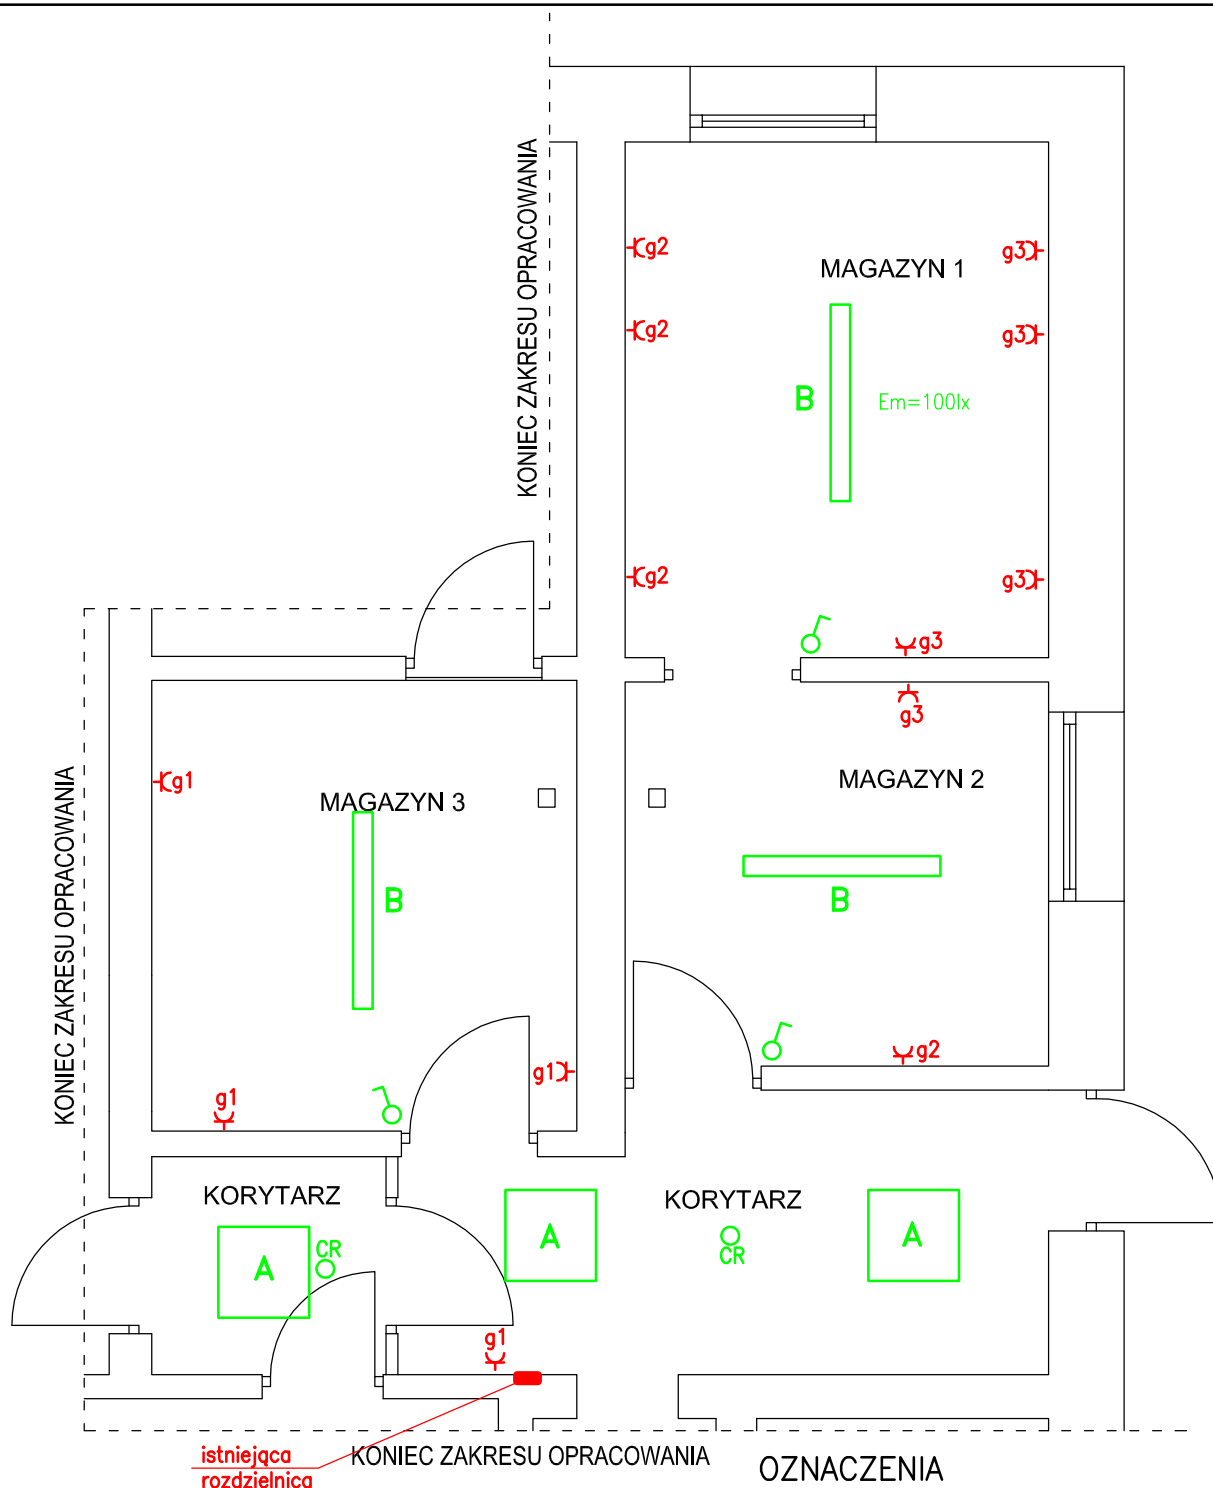 KONIEC ZAKRESU OPRACOWANIA
g2
MAGAZYN 1
g3
g2
g3
B
Em=100lx
g2
g3
g3
g3
KONIEC ZAKRESU OPRACOWANIA
g1
MAGAZYN 3
MAGAZYN 2
B
B
g2
g1
g1
KORYTARZ
KORYTARZ
A
CR
A
CR
A
g1
istniejąca
rozdzielnica
KONIEC ZAKRESU OPRACOWANIA
OZNACZENIA